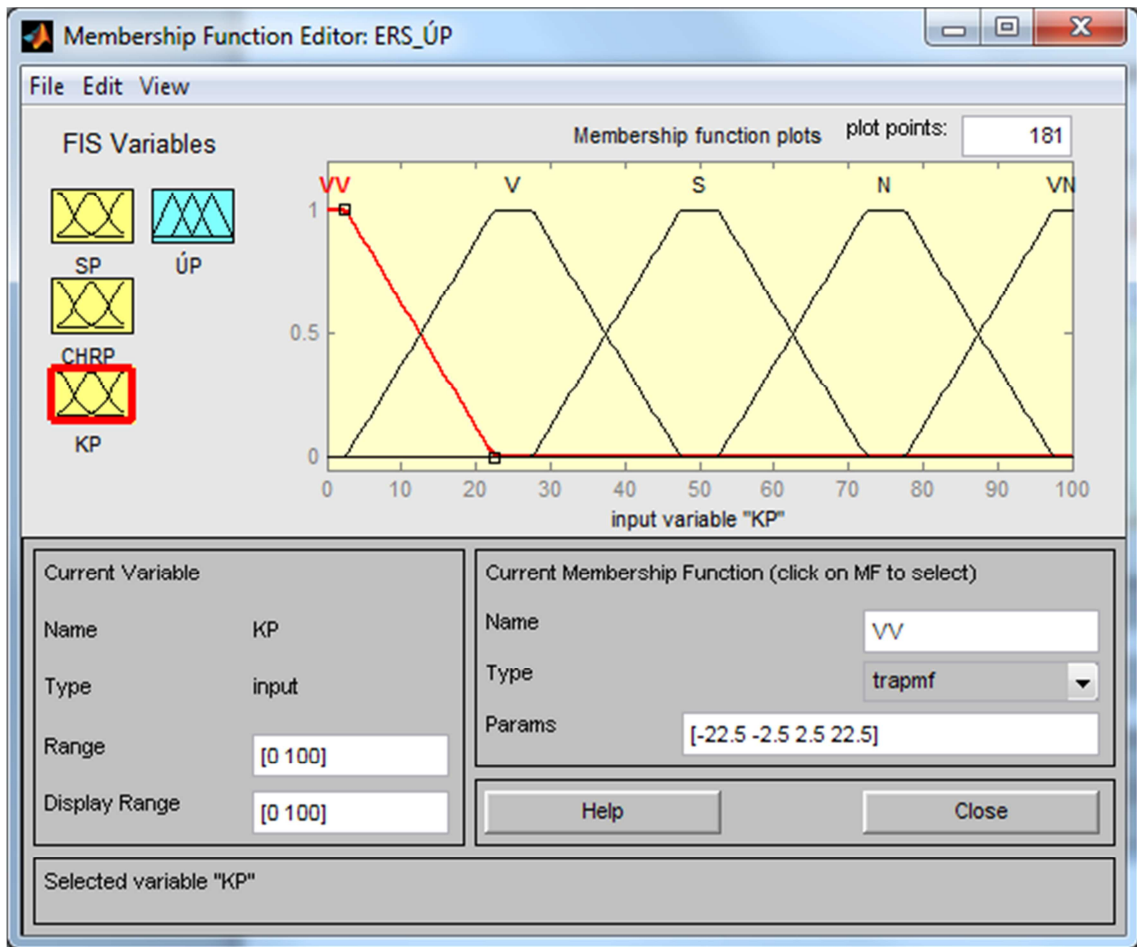 Membership Function Editor: ERS_ÚP
File Edit View
FIS Variables
Membership function plots plot points: 181
SP ÚP
CHRP
KP
VV V S N VN
1
0.5
0
0 10 20 30 40 50 60 70 80 90 100
input variable "KP"
Current Variable
Name KP
Type input
Range [0 100]
Display Range [0 100]
Current Membership Function (click on MF to select)
Name VV
Type trapmf
Params [-22.5 -2.5 2.5 22.5]
Help Close
Selected variable "KP"